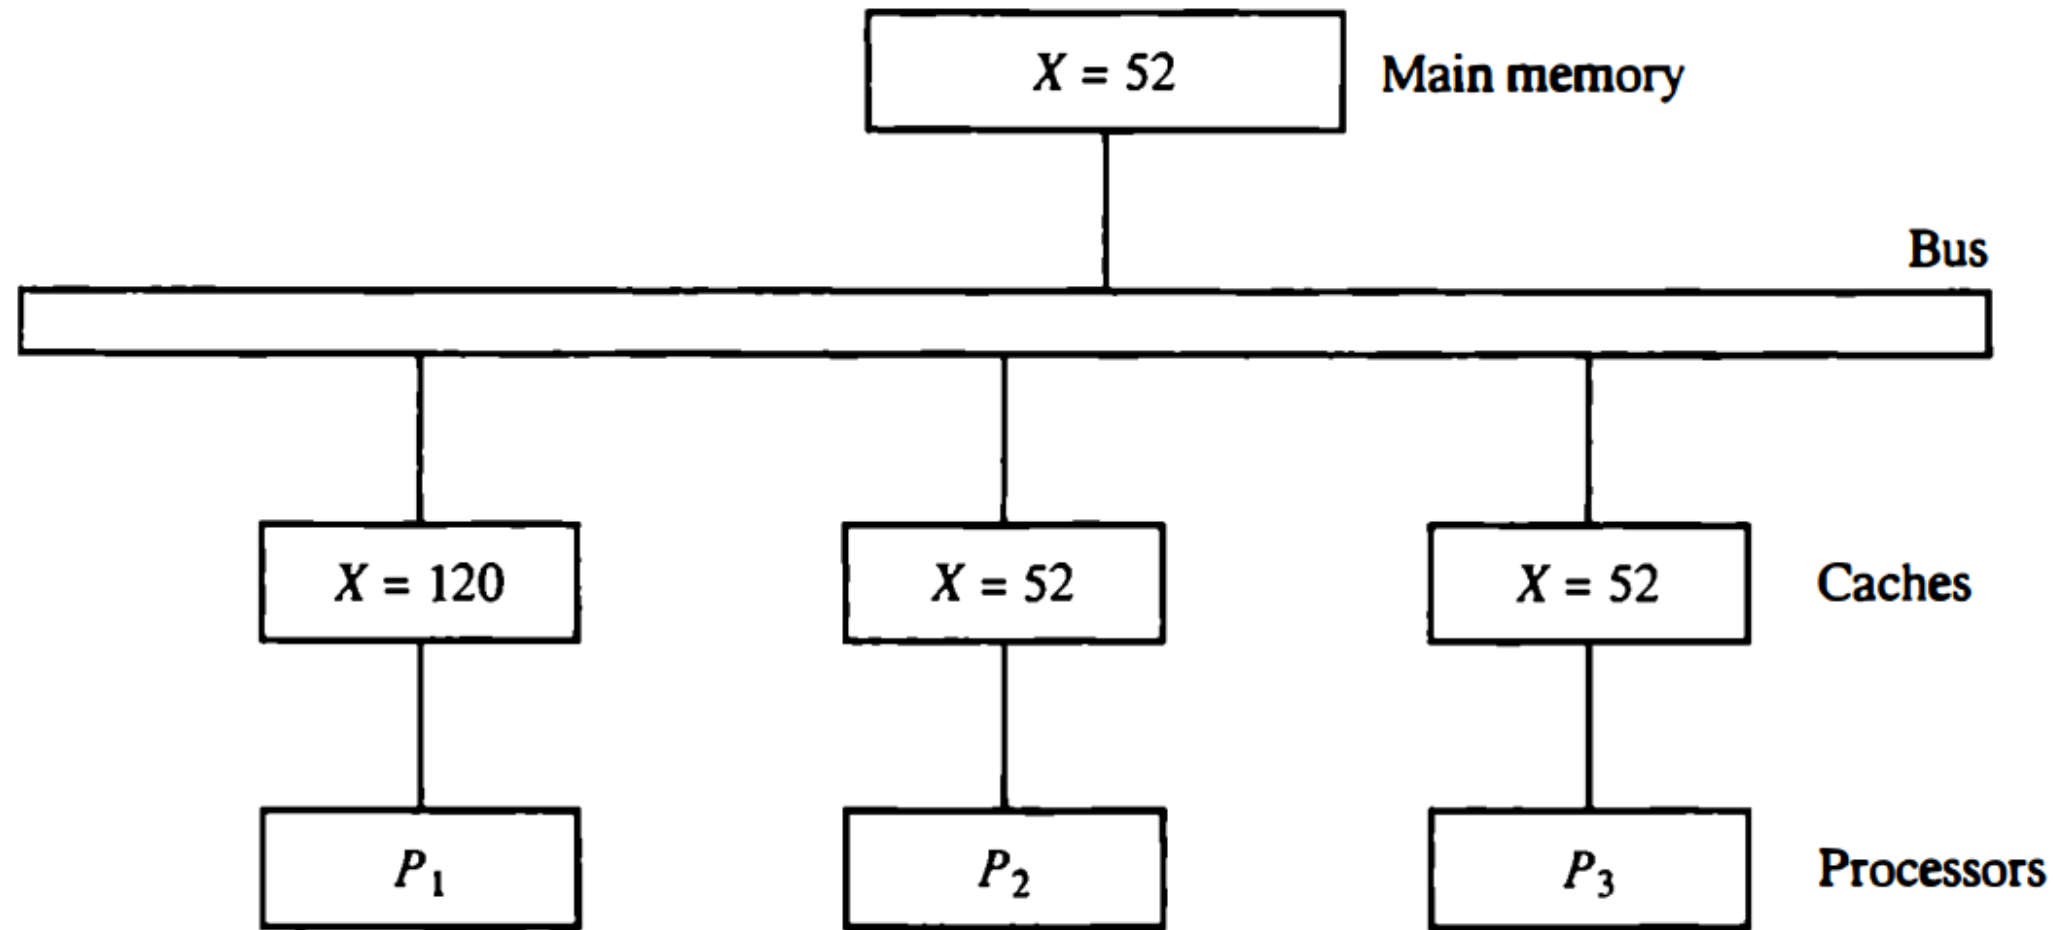 X = 52 Main memory
Bus
X = 120 X = 52 X = 52 Caches
P1 P2 P3 Processors